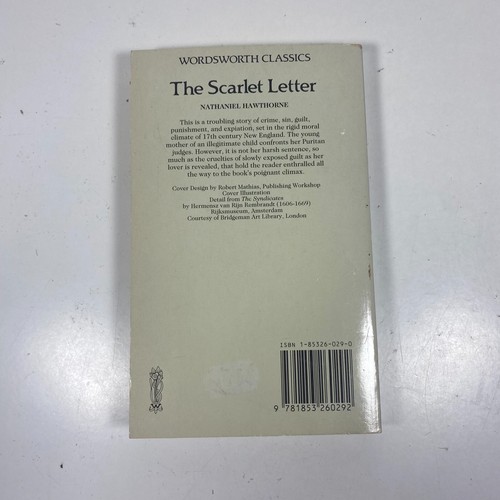 WORDSWORTH CLASSICS
The Scarlet Letter
NATHANIEL HAWTHORNE
This is a troubling story of crime, sin, guilt,
punishment, and expiation, set in the rigid moral
climate of 17th century New England. The young
mother of an illegitimate child confronts her Puritan
judges. However, it is not her harsh sentence, so
much as the cruelties of slowly exposed guilt as her
lover is revealed, that hold the reader enthralled all
the way to the book's poignant climax.
Cover Design by Robert Mathias, Publishing Workshop
Cover Illustration
Detail from The Syndicates
by Hermensz van Rijn Rembrandt (1606-1669)
Rijksmuseum, Amsterdam
Courtesy of Bridgeman Art Library, London
ISBN 1-85326-029-0
9 781853 260292
W